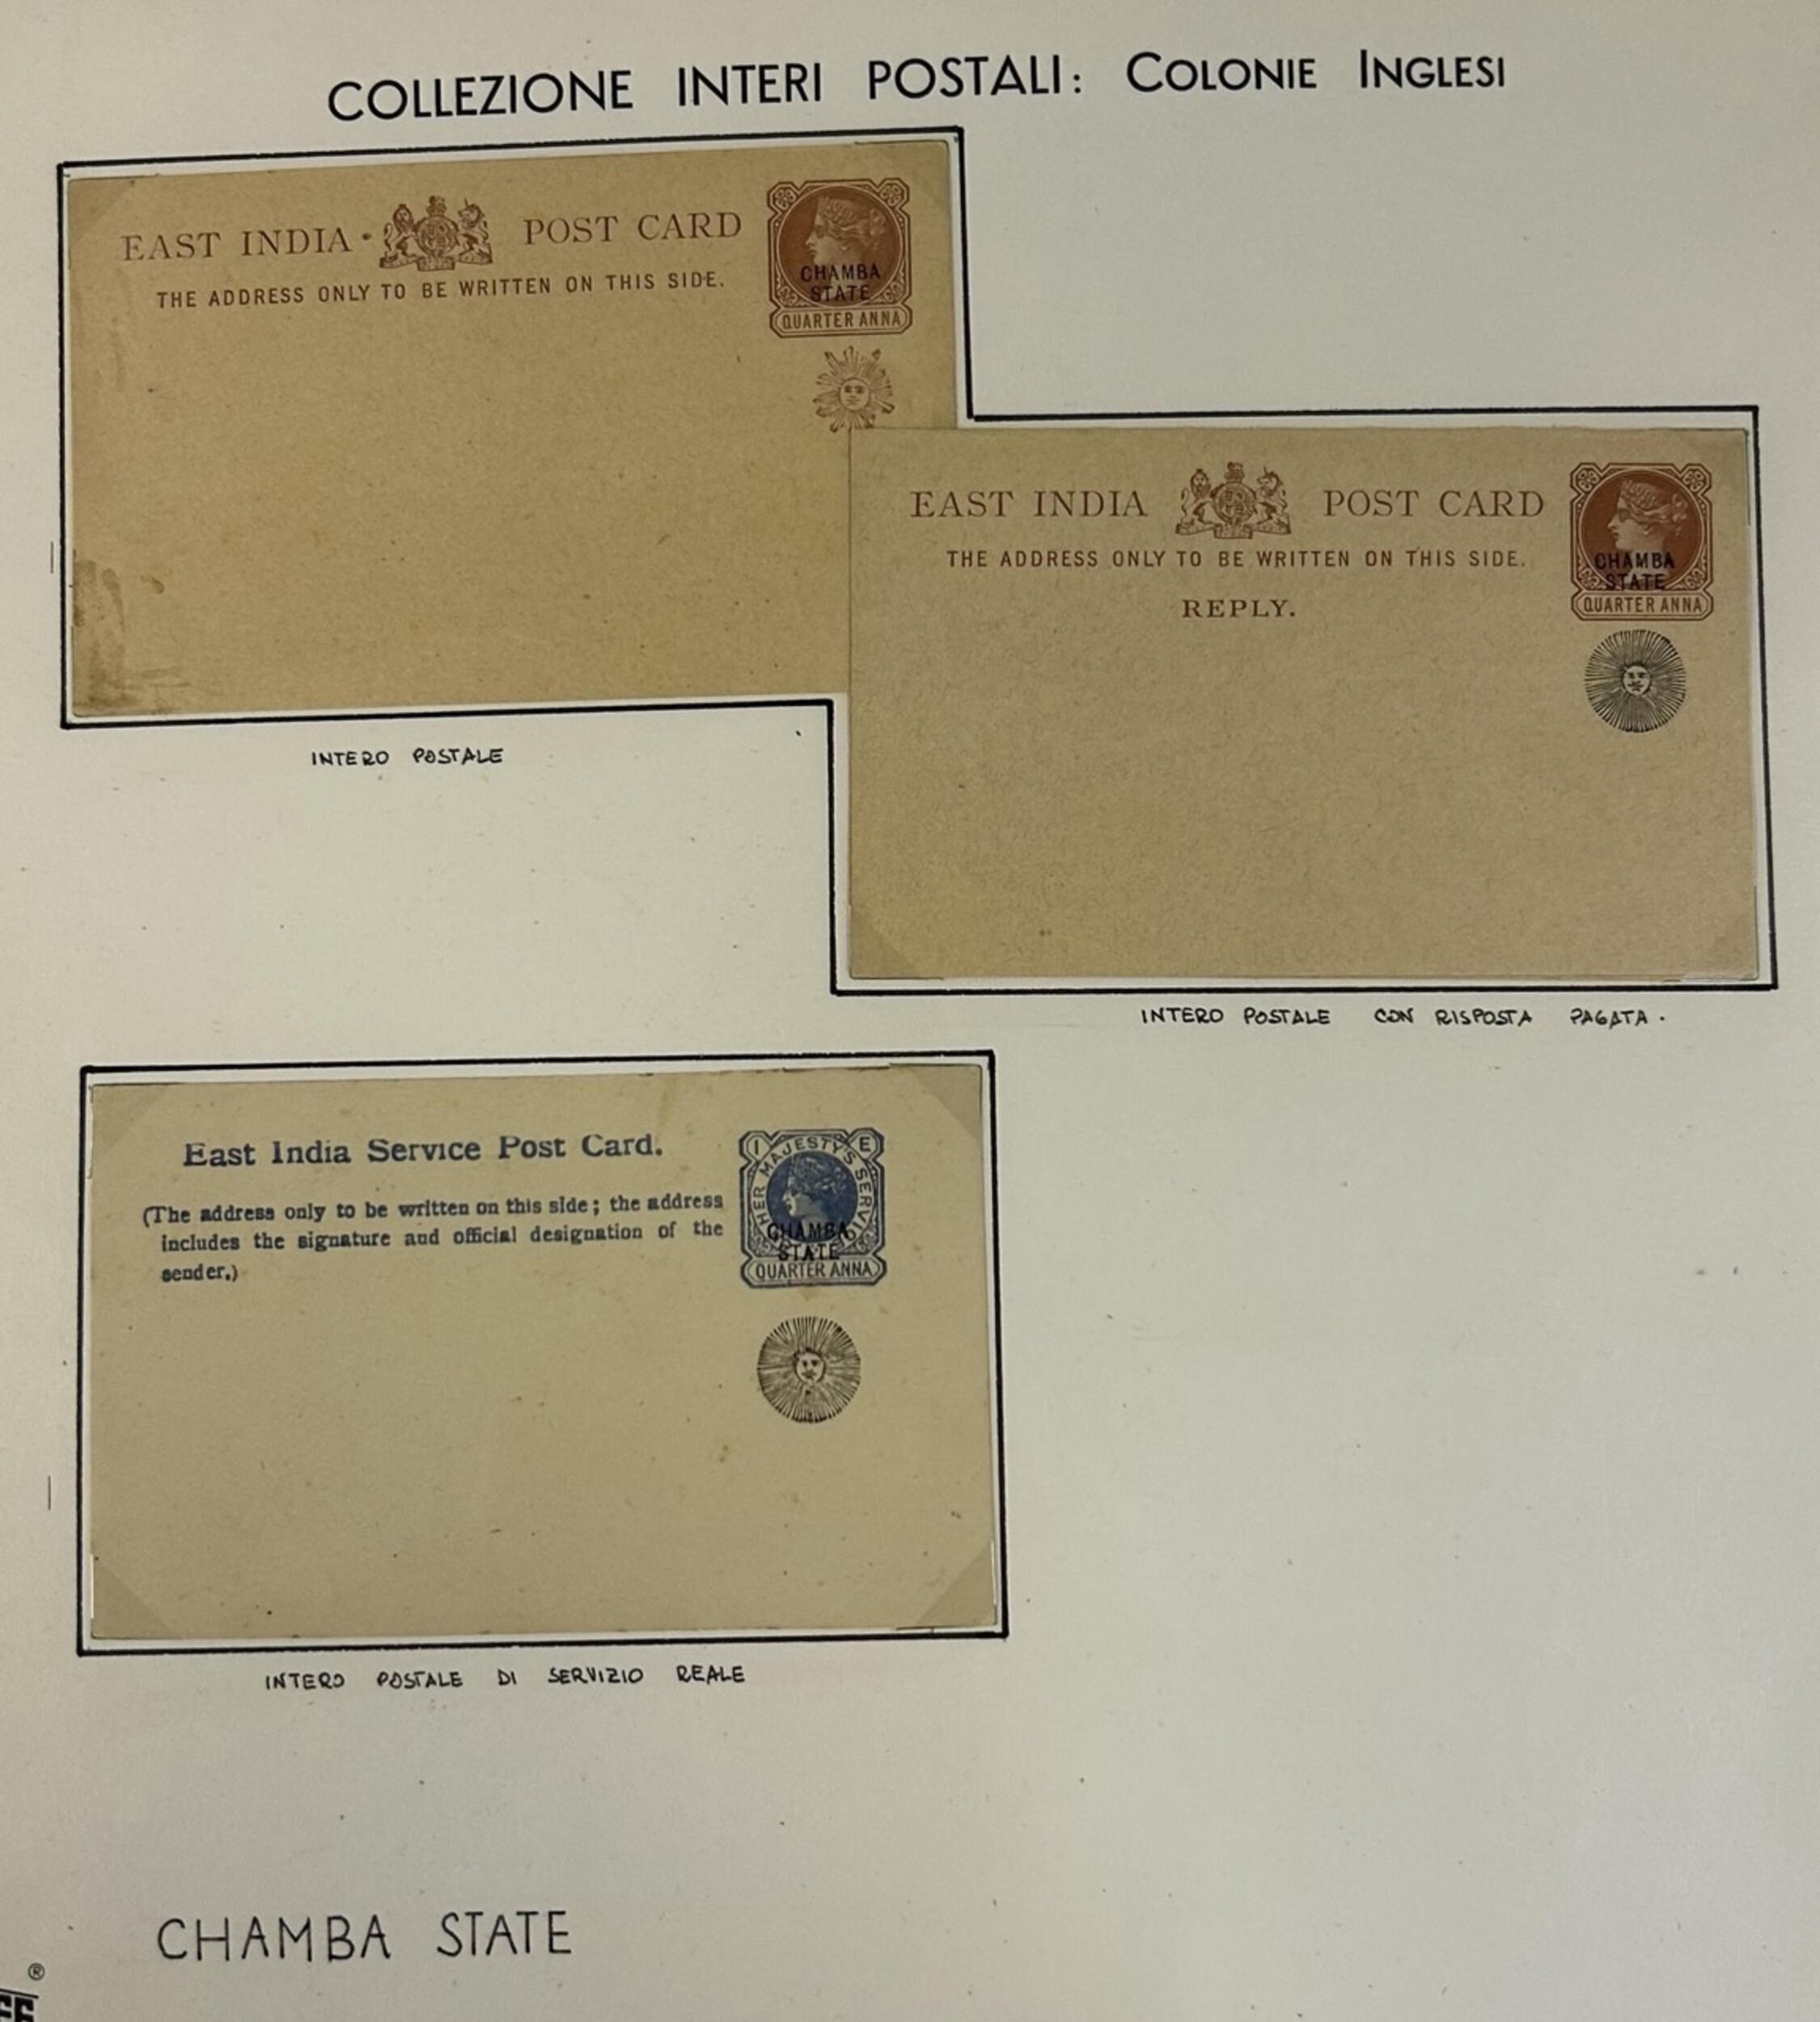 COLLEZIONE INTERI POSTALI: COLONIE INGLESI
EAST INDIA POST CARD
THE ADDRESS ONLY TO BE WRITTEN ON THIS SIDE.
CHAMBA
STATE
QUARTER ANNA
INTERO POSTALE
EAST INDIA POST CARD
THE ADDRESS ONLY TO BE WRITTEN ON THIS SIDE.
REPLY.
CHAMBA
STATE
QUARTER ANNA
INTERO POSTALE CON RISPOSTA PAGATA.
East India Service Post Card.
(The address only to be written on this side; the address
includes the signature and official designation of the
sender.)
HER MAJESTY'S SERVICE
CHAMBA
STATE
QUARTER ANNA
INTERO POSTALE DI SERVIZIO REALE
CHAMBA STATE
®